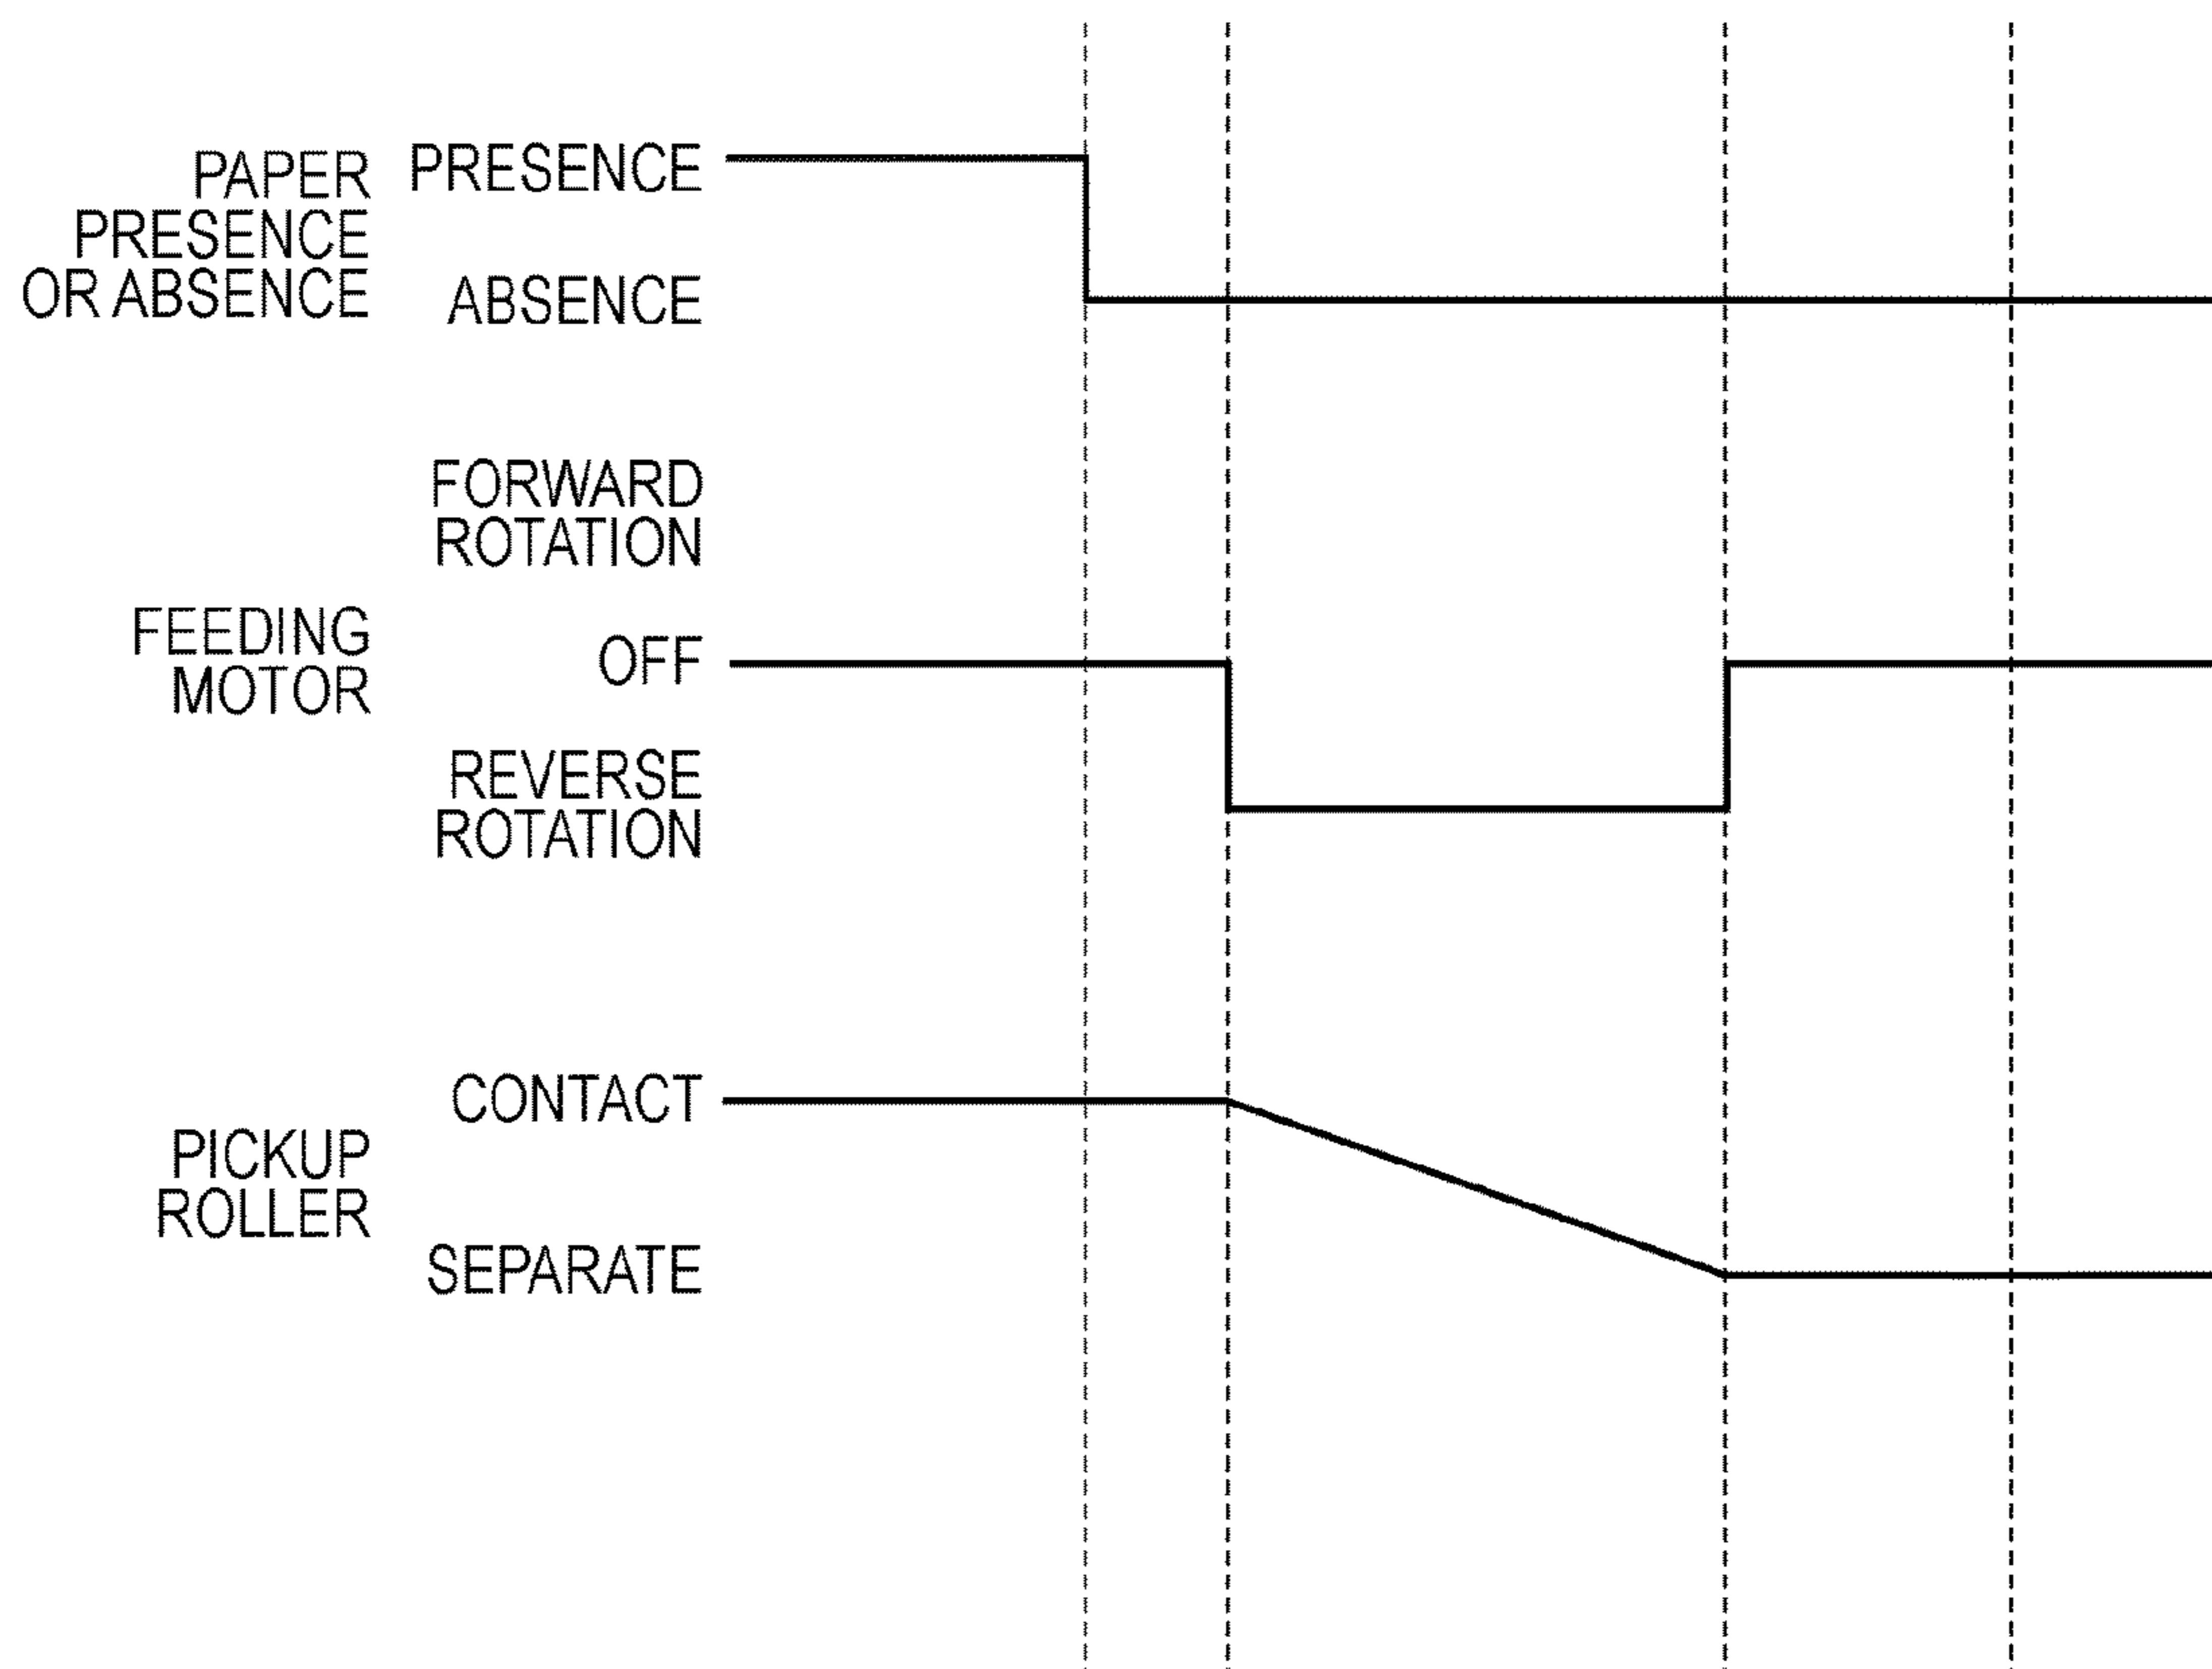 PAPER
PRESENCE
OR ABSENCE
PRESENCE
ABSENCE
FEEDING
MOTOR
FORWARD
ROTATION
OFF
REVERSE
ROTATION
PICKUP
ROLLER
CONTACT
SEPARATE